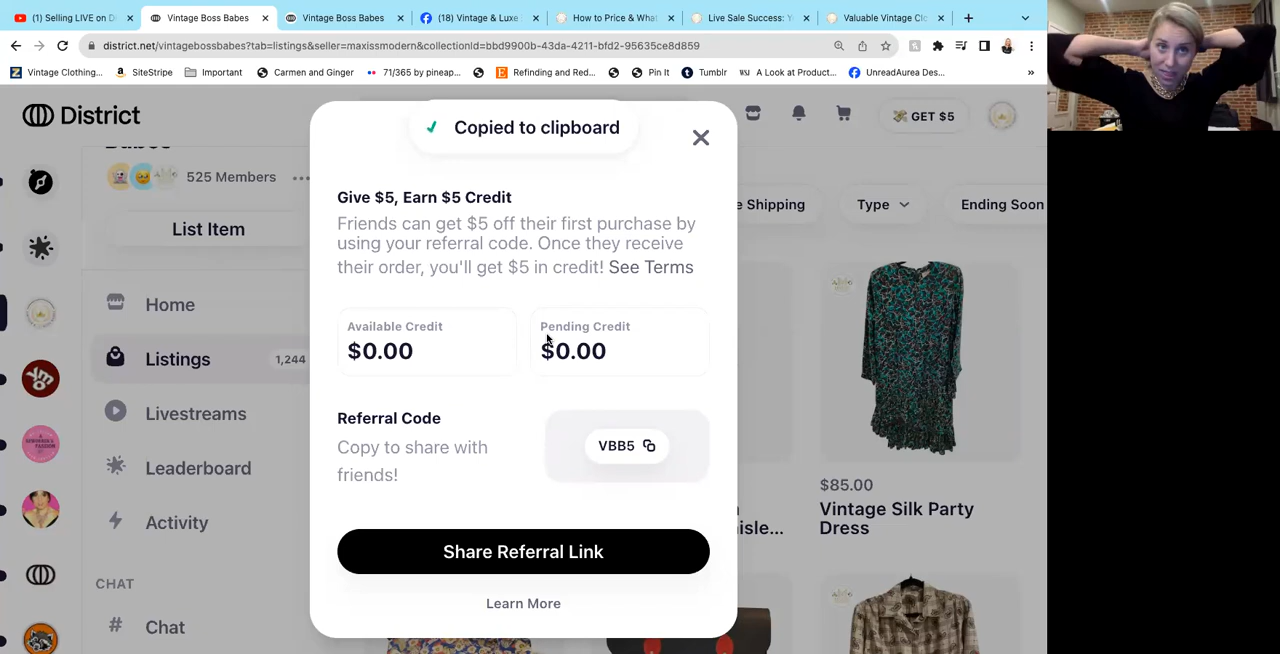 (1) Selling LIVE on Di
Vintage Boss Babes
Vintage Boss Babes
(18) Vintage & Luxe
How to Price & What
Live Sale Success: Y
Valuable Vintage Clo
district.net/vintagebossbabes?tab=listings&seller=maxissmodern&collectionId=bbd9900b-43da-4211-bfd2-95635ce8d859
Vintage Clothing...
SiteStripe
Important
Carmen and Ginger
71/365 by pineap...
Refinding and Red...
Pin It
Tumblr
A Look at Product...
UnreadAurea Des...
District
GET $5
525 Members
List Item
Home
Listings
1,244
Livestreams
Leaderboard
Activity
CHAT
Chat
Copied to clipboard
Give $5, Earn $5 Credit
Friends can get $5 off their first purchase by
using your referral code. Once they receive
their order, you'll get $5 in credit! See Terms
Available Credit
$0.00
Pending Credit
$0.00
Referral Code
Copy to share with
friends!
VBB5
Share Referral Link
Learn More
Shipping
Type
Ending Soon
$85.00
Vintage Silk Party
Dress